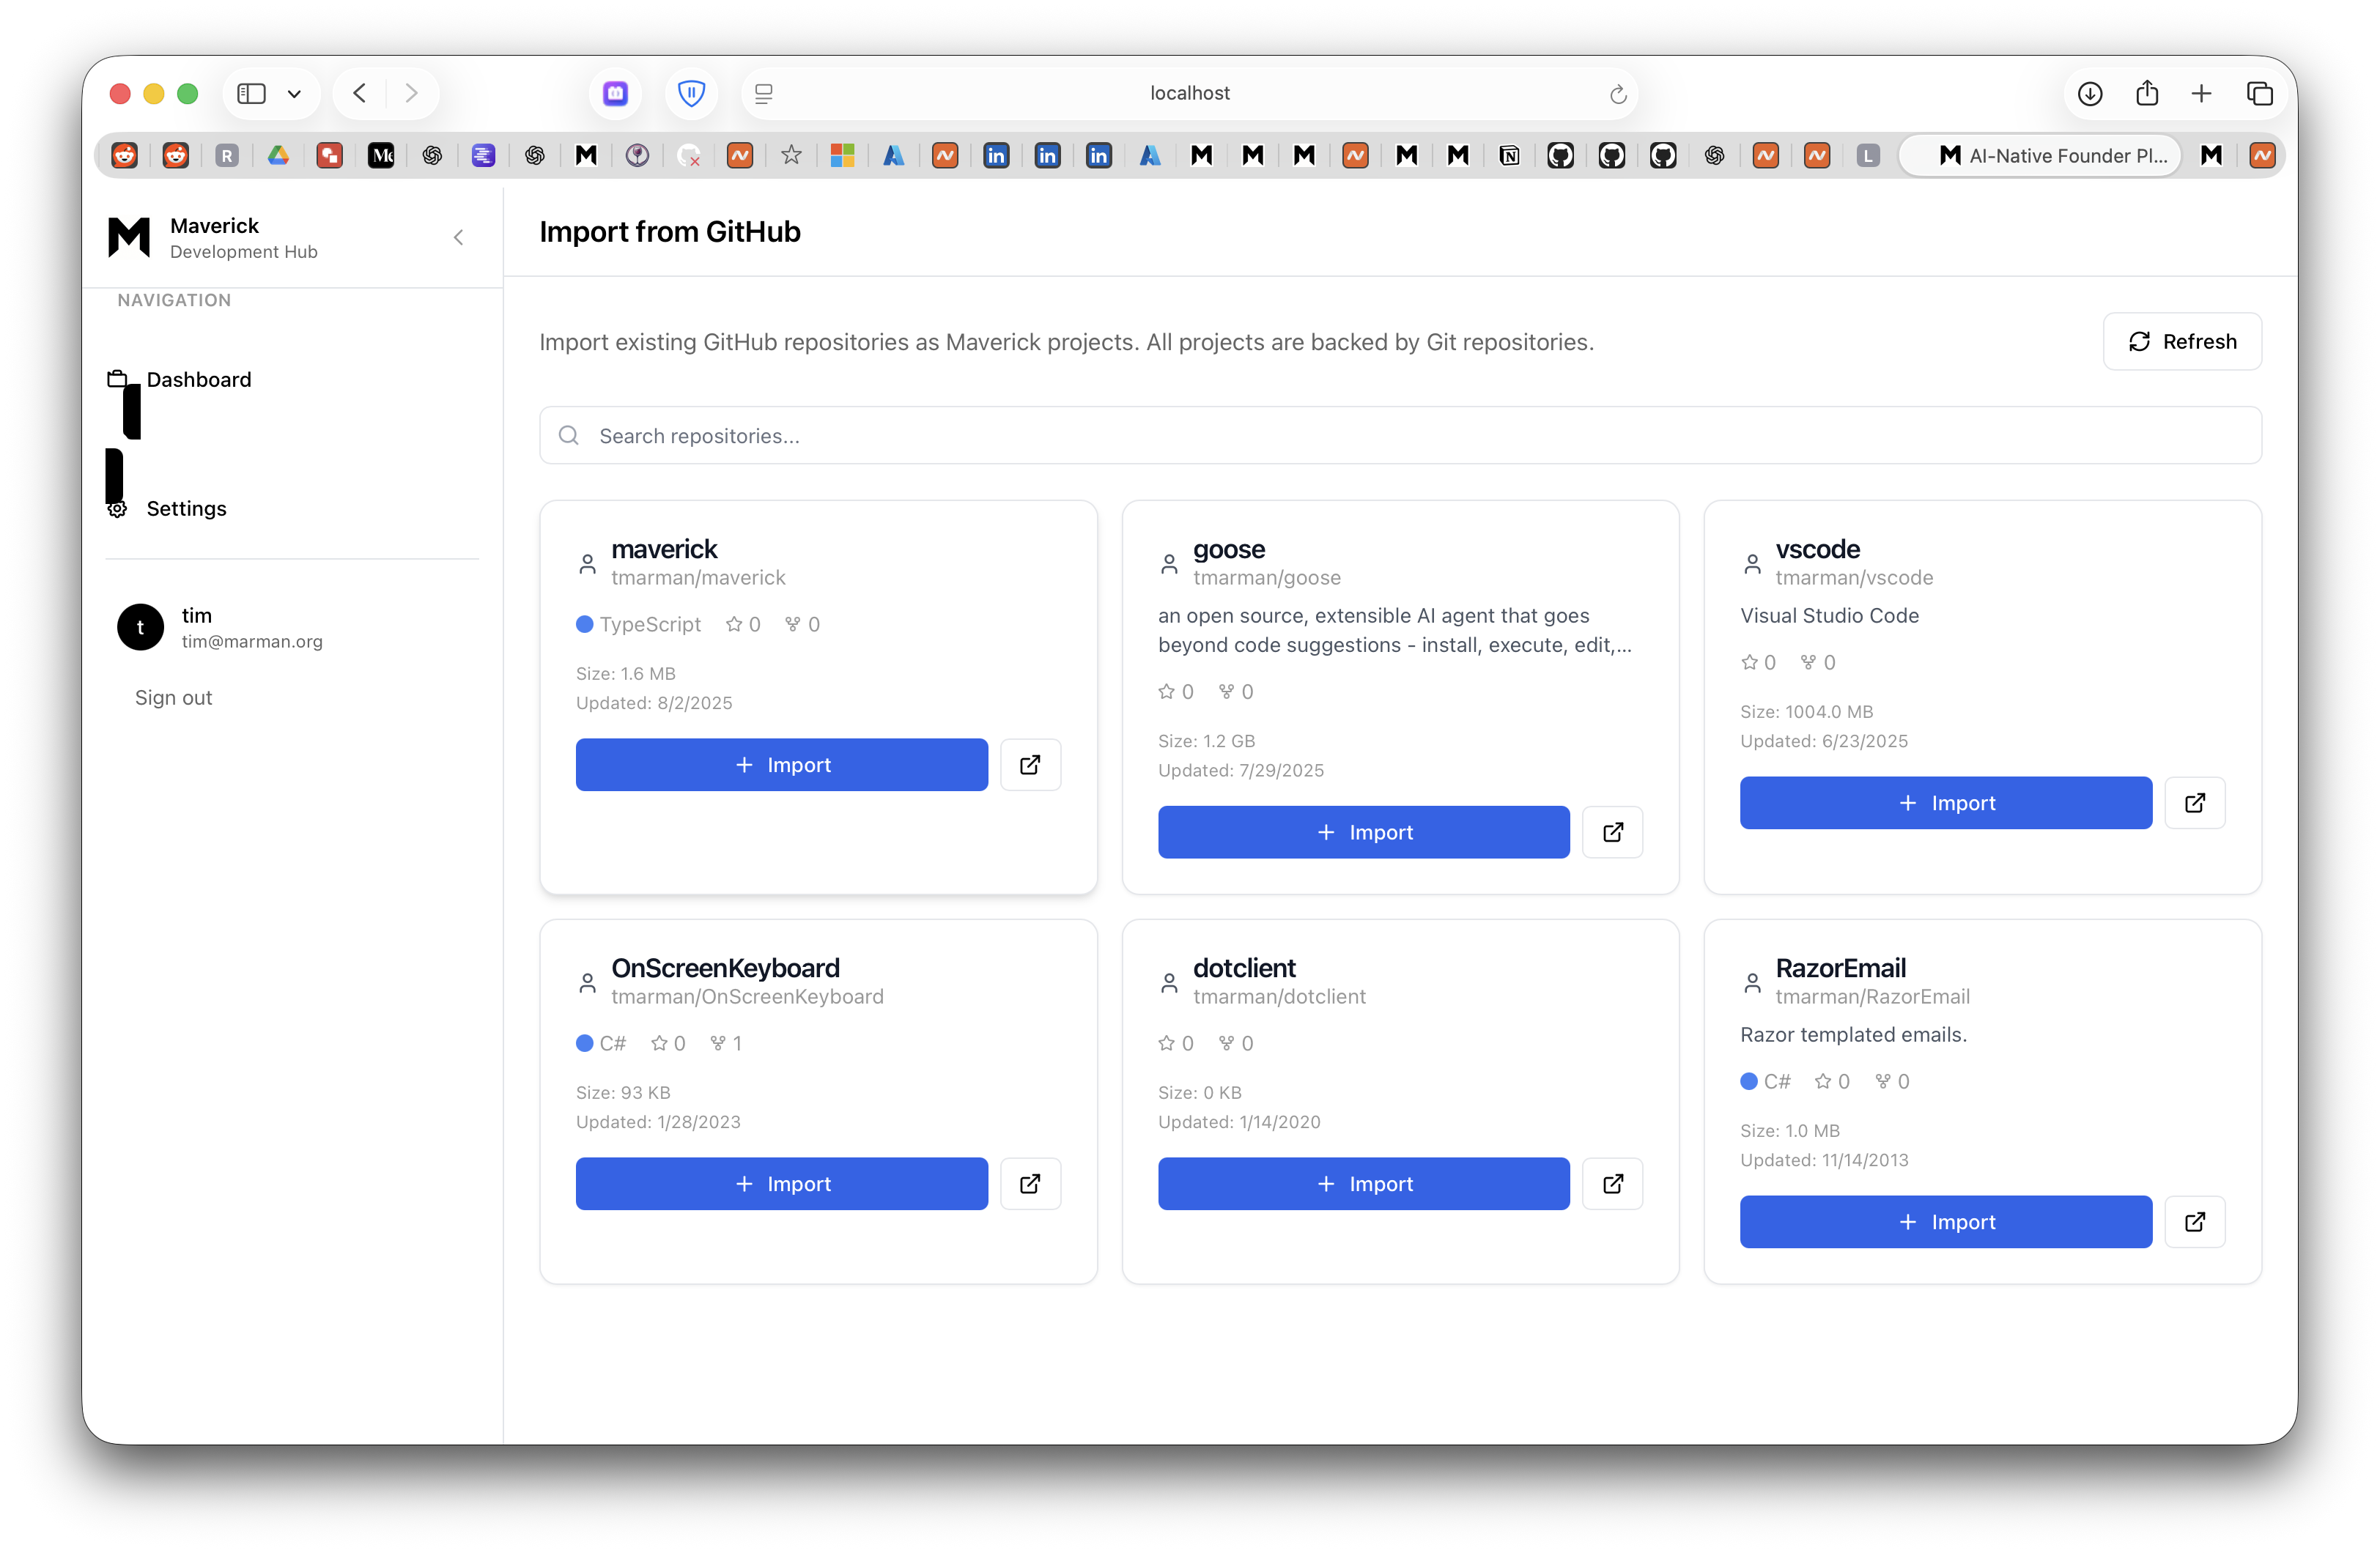 localhost
R
Me
in
in
in
N
L
AI-Native Founder Pl...
Maverick
Development Hub
NAVIGATION
Dashboard
Settings
t
tim
tim@marman.org
Sign out
Import from GitHub
Import existing GitHub repositories as Maverick projects. All projects are backed by Git repositories.
Refresh
Search repositories...
maverick
tmarman/maverick
TypeScript 0 0
Size: 1.6 MB
Updated: 8/2/2025
Import
goose
tmarman/goose
an open source, extensible AI agent that goes
beyond code suggestions - install, execute, edit,...
0 0
Size: 1.2 GB
Updated: 7/29/2025
Import
vscode
tmarman/vscode
Visual Studio Code
0 0
Size: 1004.0 MB
Updated: 6/23/2025
Import
OnScreenKeyboard
tmarman/OnScreenKeyboard
C# 0 1
Size: 93 KB
Updated: 1/28/2023
Import
dotclient
tmarman/dotclient
0 0
Size: 0 KB
Updated: 1/14/2020
Import
RazorEmail
tmarman/RazorEmail
Razor templated emails.
C# 0 0
Size: 1.0 MB
Updated: 11/14/2013
Import